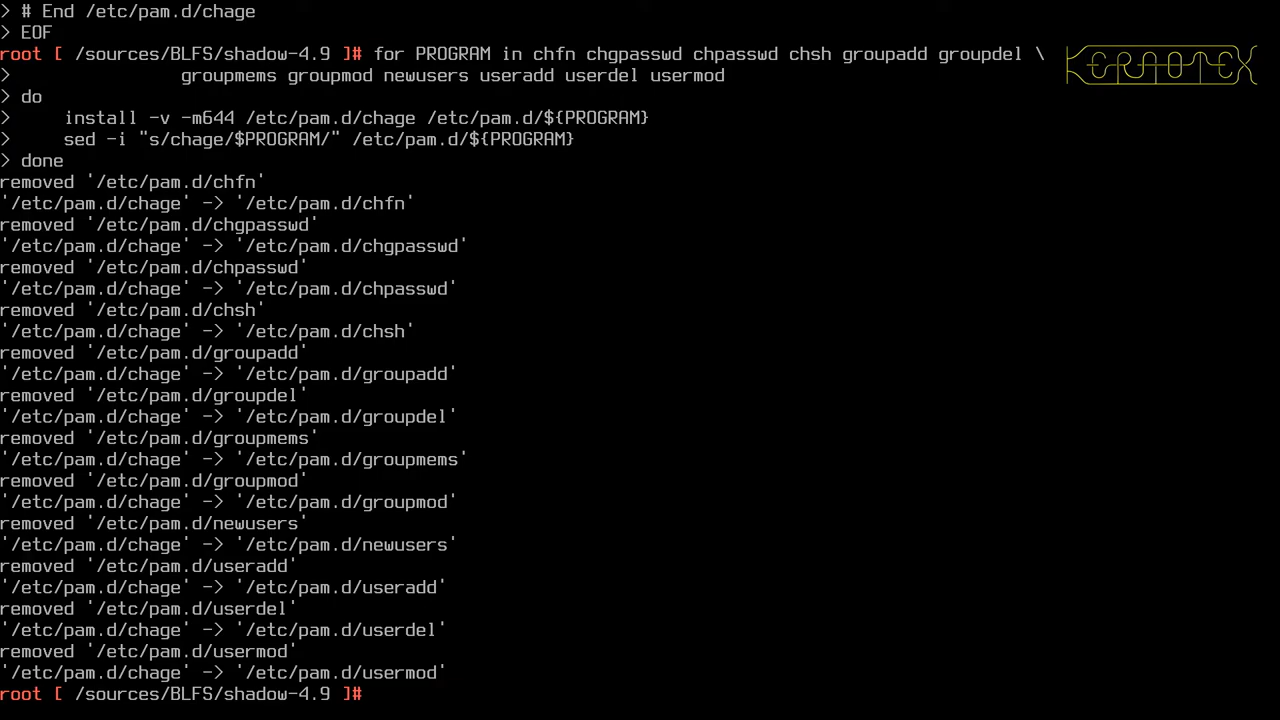 > # End /etc/pam.d/chage
> EOF
root [ /sources/BLFS/shadow-4.9 ]# for PROGRAM in chfn chgpasswd chpasswd chsh groupadd groupdel \
>                groupmems groupmod newusers useradd userdel usermod
> do
>     install -v -m644 /etc/pam.d/chage /etc/pam.d/${PROGRAM}
>     sed -i "s/chage/$PROGRAM/" /etc/pam.d/${PROGRAM}
> done
removed '/etc/pam.d/chfn'
'/etc/pam.d/chage' -> '/etc/pam.d/chfn'
removed '/etc/pam.d/chgpasswd'
'/etc/pam.d/chage' -> '/etc/pam.d/chgpasswd'
removed '/etc/pam.d/chpasswd'
'/etc/pam.d/chage' -> '/etc/pam.d/chpasswd'
removed '/etc/pam.d/chsh'
'/etc/pam.d/chage' -> '/etc/pam.d/chsh'
removed '/etc/pam.d/groupadd'
'/etc/pam.d/chage' -> '/etc/pam.d/groupadd'
removed '/etc/pam.d/groupdel'
'/etc/pam.d/chage' -> '/etc/pam.d/groupdel'
removed '/etc/pam.d/groupmems'
'/etc/pam.d/chage' -> '/etc/pam.d/groupmems'
removed '/etc/pam.d/groupmod'
'/etc/pam.d/chage' -> '/etc/pam.d/groupmod'
removed '/etc/pam.d/newusers'
'/etc/pam.d/chage' -> '/etc/pam.d/newusers'
removed '/etc/pam.d/useradd'
'/etc/pam.d/chage' -> '/etc/pam.d/useradd'
removed '/etc/pam.d/userdel'
'/etc/pam.d/chage' -> '/etc/pam.d/userdel'
removed '/etc/pam.d/usermod'
'/etc/pam.d/chage' -> '/etc/pam.d/usermod'
root [ /sources/BLFS/shadow-4.9 ]#